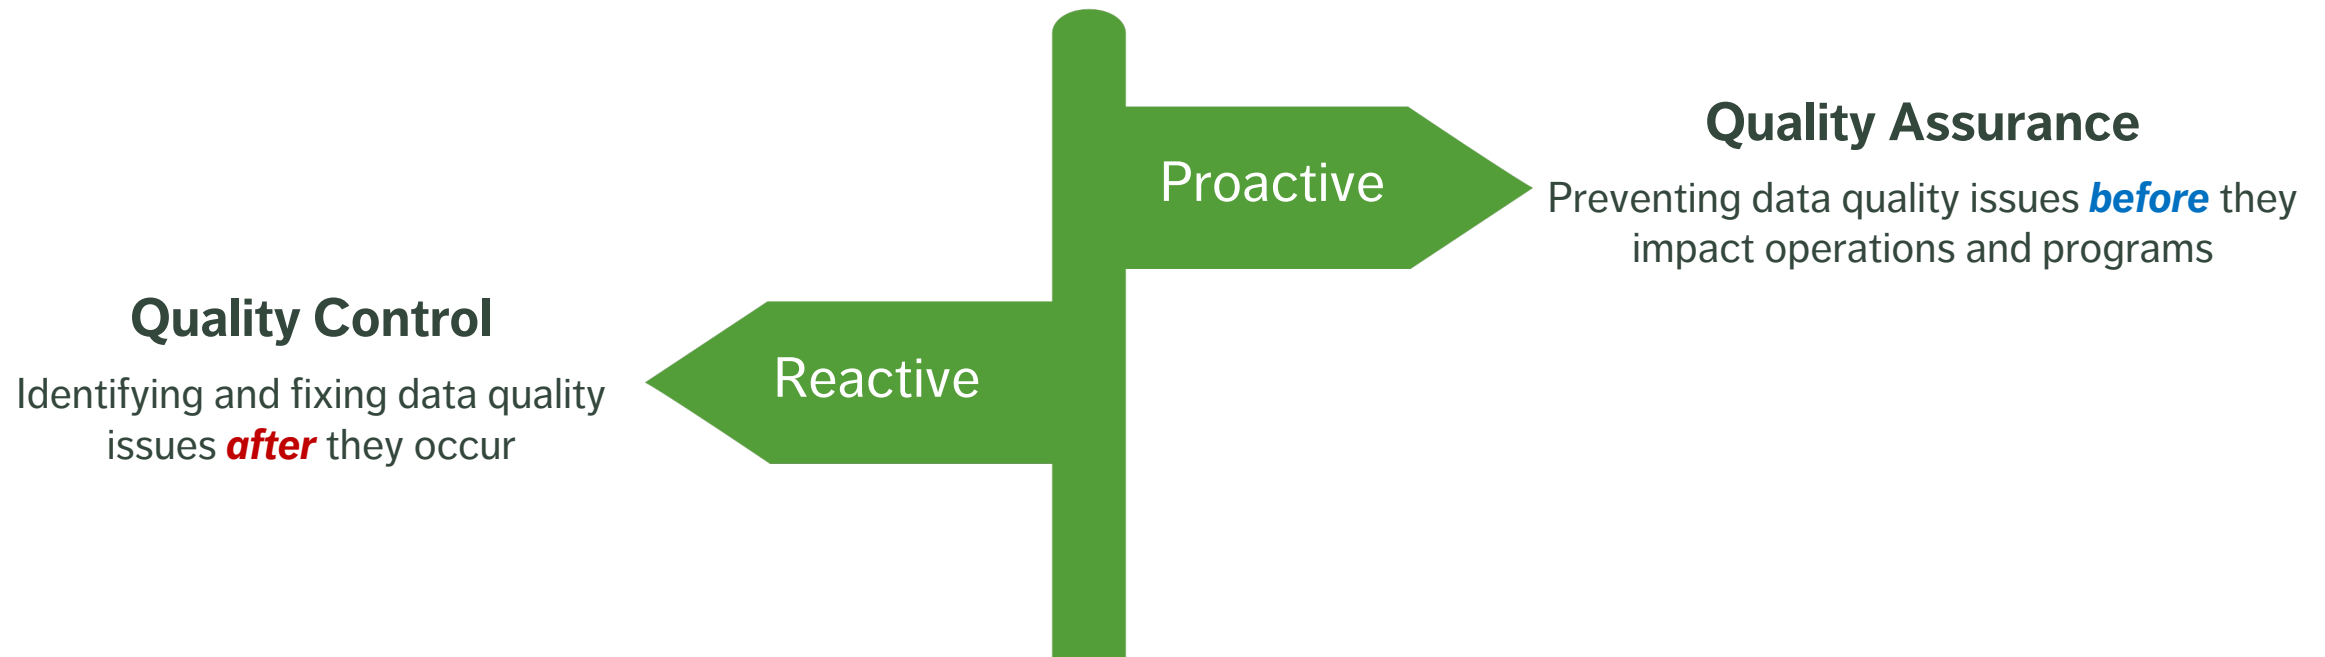 Proactive
Quality Assurance
Preventing data quality issues before they
impact operations and programs
Quality Control
Identifying and fixing data quality
issues after they occur
Reactive